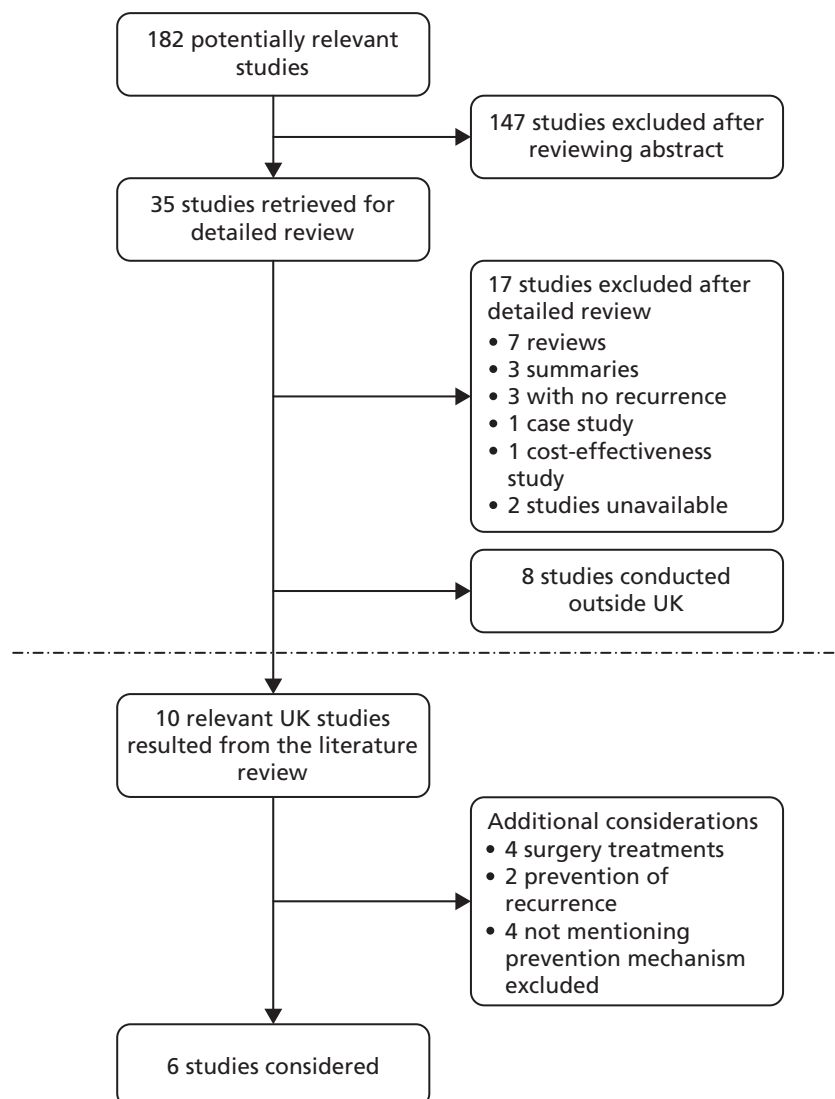 182 potentially relevant
studies
147 studies excluded after
reviewing abstract
35 studies retrieved for
detailed review
17 studies excluded after
detailed review
• 7 reviews
• 3 summaries
• 3 with no recurrence
• 1 case study
• 1 cost-effectiveness
study
• 2 studies unavailable
8 studies conducted
outside UK
10 relevant UK studies
resulted from the literature
review
Additional considerations
• 4 surgery treatments
• 2 prevention of
recurrence
• 4 not mentioning
prevention mechanism
excluded
6 studies considered